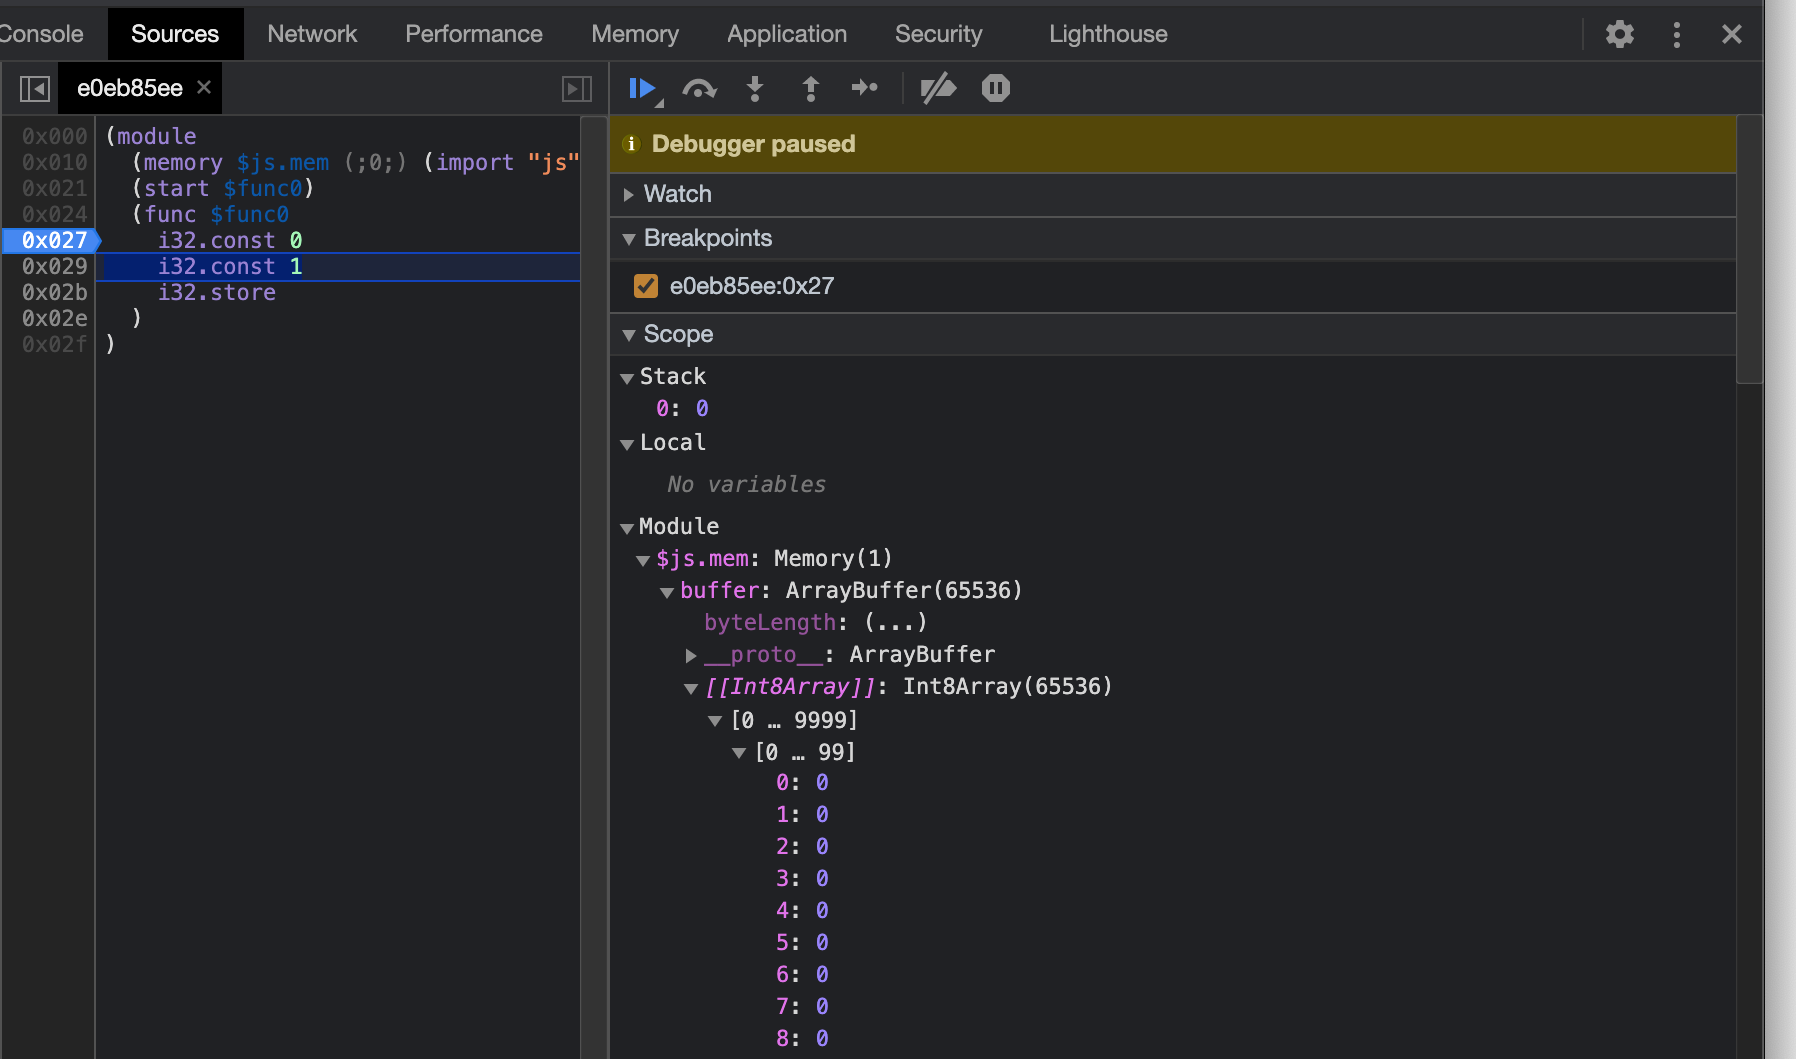 Console Sources Network Performance Memory Application Security Lighthouse
e0eb85ee
0x000 (module
0x010 (memory $js.mem (;0;) (import "js"
0x021 (start $func0)
0x024 (func $func0
0x027 i32.const 0
0x029 i32.const 1
0x02b i32.store
0x02e )
0x02f )
Debugger paused
Watch
Breakpoints
e0eb85ee:0x27
Scope
Stack
0: 0
Local
No variables
Module
$js.mem: Memory(1)
buffer: ArrayBuffer(65536)
byteLength: (...)
__proto__: ArrayBuffer
[[Int8Array]]: Int8Array(65536)
[0 … 9999]
[0 … 99]
0: 0
1: 0
2: 0
3: 0
4: 0
5: 0
6: 0
7: 0
8: 0